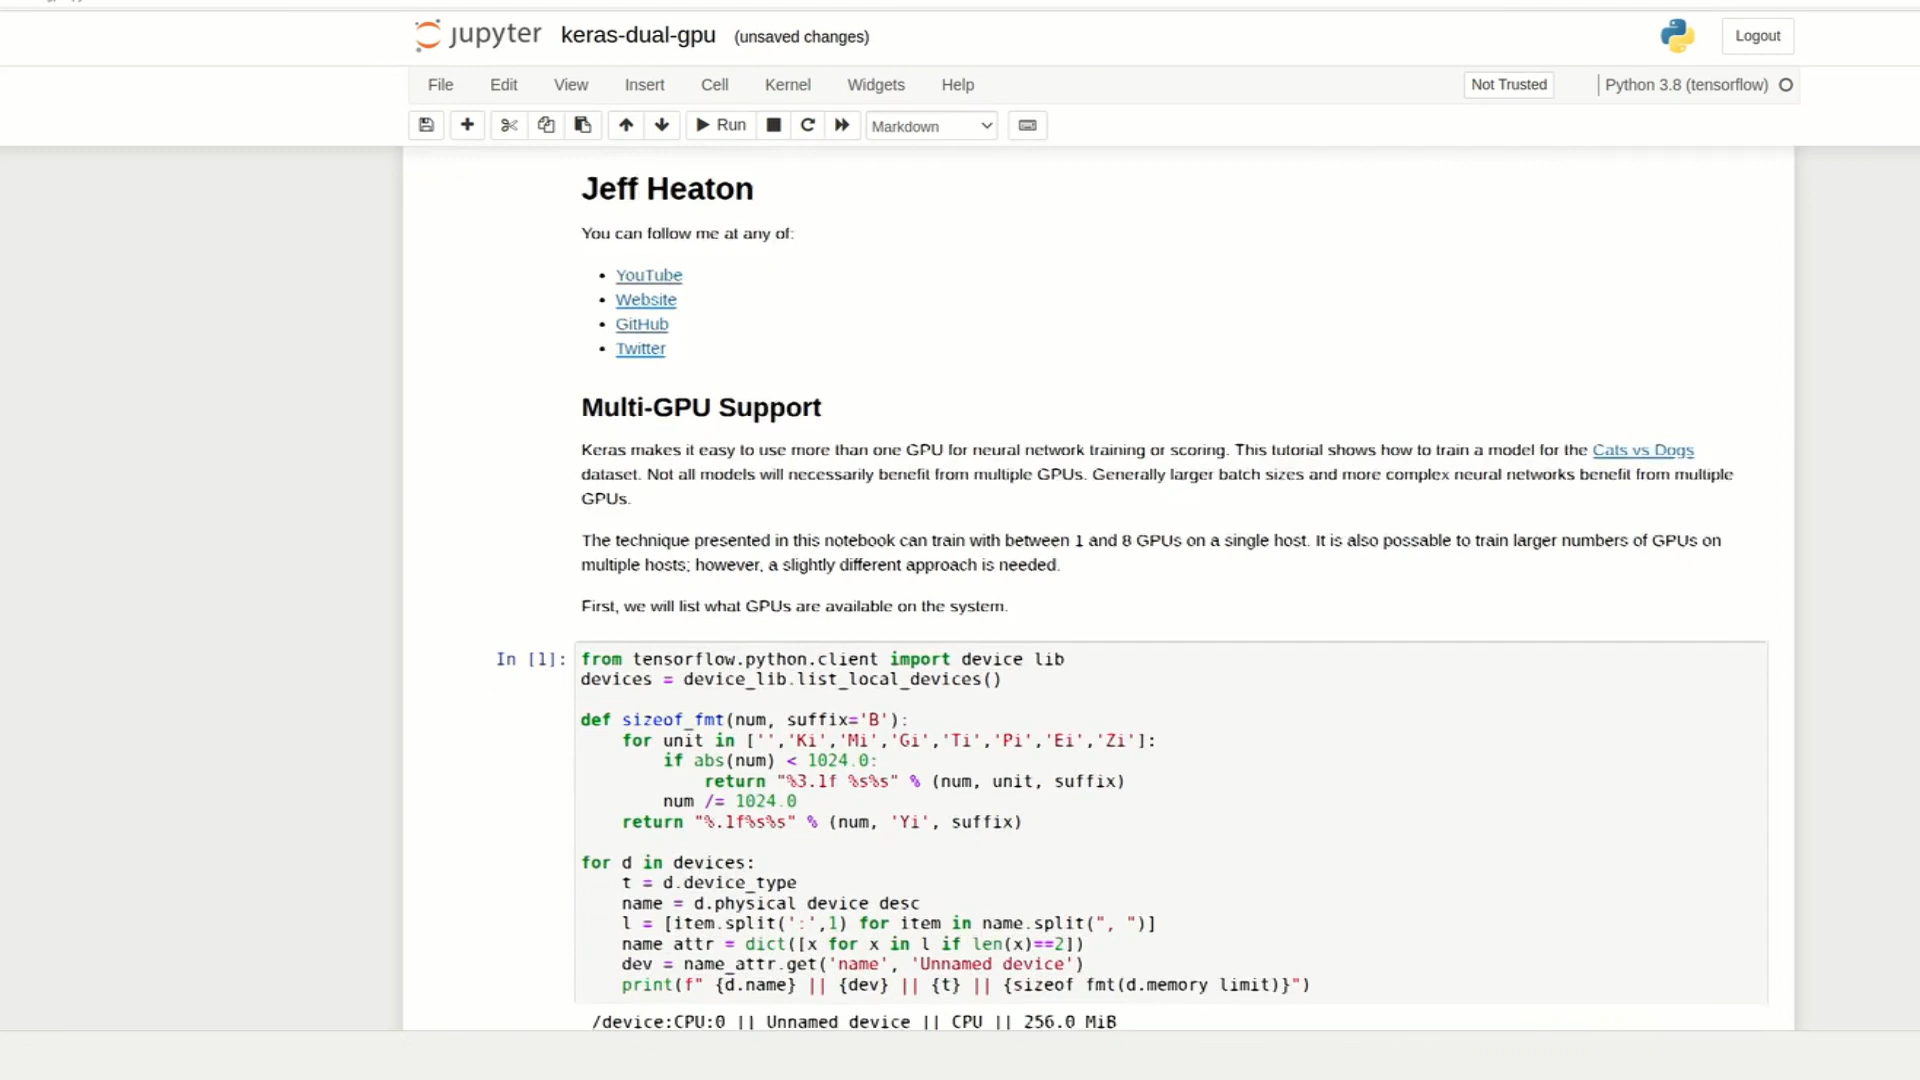 jupyter keras-dual-gpu (unsaved changes) Logout
File Edit View Insert Cell Kernel Widgets Help Not Trusted Python 3.8 (tensorflow)
Run Markdown
Jeff Heaton
You can follow me at any of:
• YouTube
• Website
• GitHub
• Twitter
Multi-GPU Support
Keras makes it easy to use more than one GPU for neural network training or scoring. This tutorial shows how to train a model for the Cats vs Dogs
dataset. Not all models will necessarily benefit from multiple GPUs. Generally larger batch sizes and more complex neural networks benefit from multiple
GPUs.
The technique presented in this notebook can train with between 1 and 8 GPUs on a single host. It is also possable to train larger numbers of GPUs on
multiple hosts; however, a slightly different approach is needed.
First, we will list what GPUs are available on the system.
In [1]: from tensorflow.python.client import device_lib
devices = device_lib.list_local_devices()
def sizeof_fmt(num, suffix='B'):
    for unit in ['','Ki','Mi','Gi','Ti','Pi','Ei','Zi']:
        if abs(num) < 1024.0:
            return "%3.1f %s%s" % (num, unit, suffix)
        num /= 1024.0
    return "%.1f%s%s" % (num, 'Yi', suffix)
for d in devices:
    t = d.device_type
    name = d.physical_device_desc
    l = [item.split(':',1) for item in name.split(", ")]
    name_attr = dict([x for x in l if len(x)==2])
    dev = name_attr.get('name', 'Unnamed device')
    print(f" {d.name} || {dev} || {t} || {sizeof_fmt(d.memory_limit)}")
/device:CPU:0 || Unnamed device || CPU || 256.0 MiB